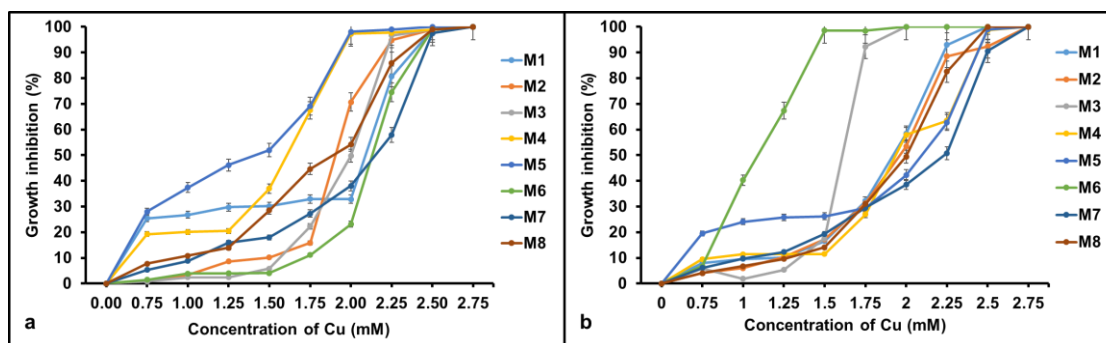 Growth inhibition (%)
100
90
80
70
60
50
40
30
20
10
0
0.00 0.75 1.00 1.25 1.50 1.75 2.00 2.25 2.50 2.75
Concentration of Cu (mM)
a
M1
M2
M3
M4
M5
M6
M7
M8
Growth inhibition (%)
100
90
80
70
60
50
40
30
20
10
0
0 0.75 1 1.25 1.5 1.75 2 2.25 2.5 2.75
Concentration of Cu (mM)
b
M1
M2
M3
M4
M5
M6
M7
M8